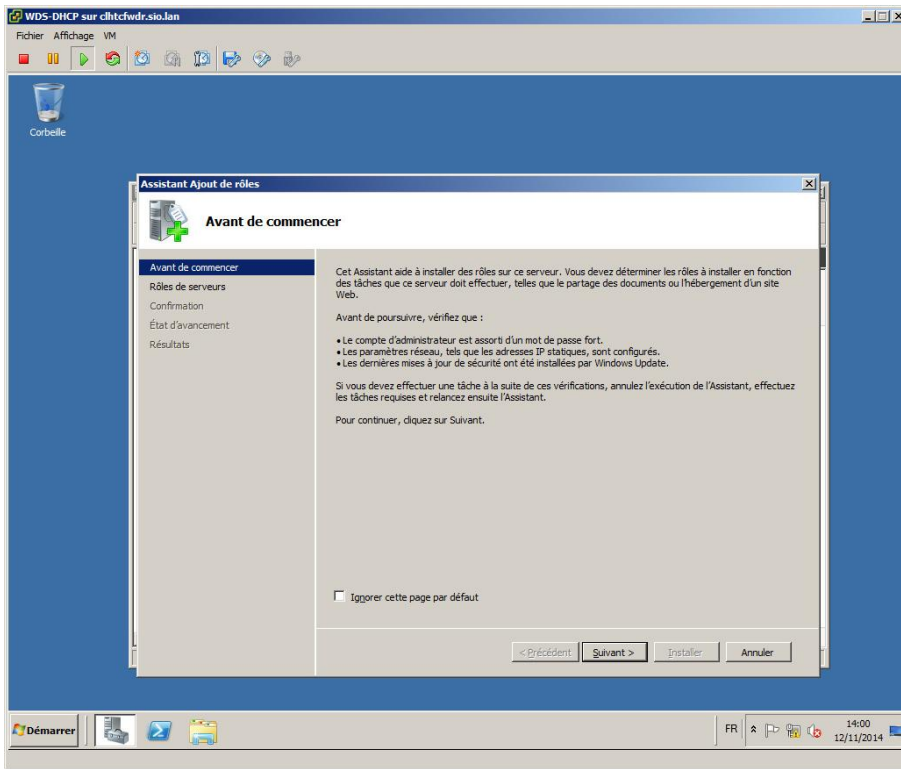 WDS-DHCP sur clhtcfwdr.sio.lan
Fichier Affichage VM
Corbeille
Assistant Ajout de rôles
Avant de commencer
Avant de commencer
Rôles de serveurs
Confirmation
État d'avancement
Résultats
Cet Assistant aide à installer des rôles sur ce serveur. Vous devez déterminer les rôles à installer en fonction
des tâches que ce serveur doit effectuer, telles que le partage des documents ou l'hébergement d'un site
Web.
Avant de poursuivre, vérifiez que :
• Le compte d'administrateur est assorti d'un mot de passe fort.
• Les paramètres réseau, tels que les adresses IP statiques, sont configurés.
• Les dernières mises à jour de sécurité ont été installées par Windows Update.
Si vous devez effectuer une tâche à la suite de ces vérifications, annulez l'exécution de l'Assistant, effectuez
les tâches requises et relancez ensuite l'Assistant.
Pour continuer, cliquez sur Suivant.
Ignorer cette page par défaut
< Précédent Suivant > Installer Annuler
Démarrer FR 14:00
12/11/2014